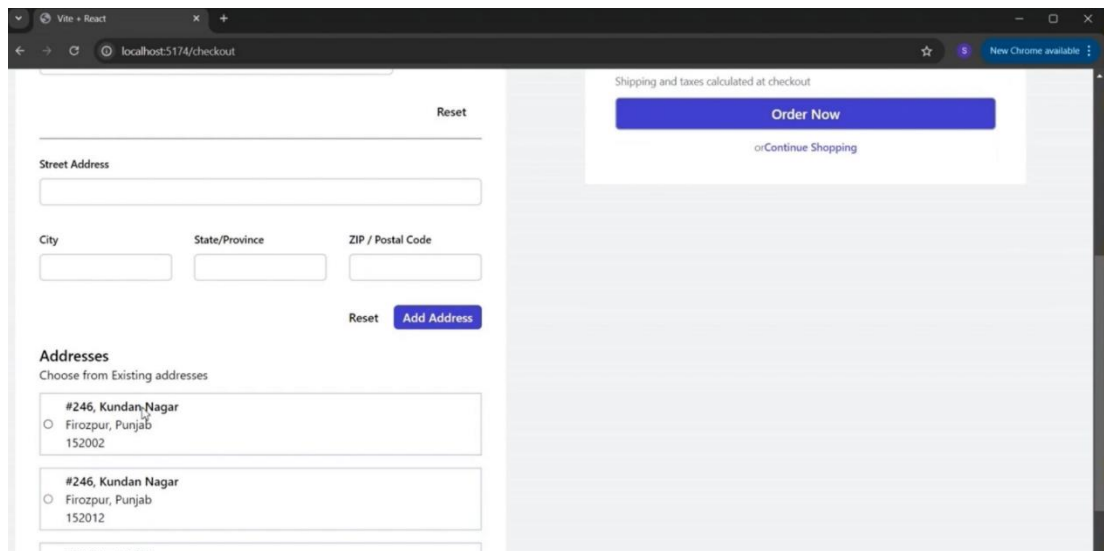 Vite + React
localhost:5174/checkout
S
New Chrome available
Reset
Street Address
City State/Province ZIP / Postal Code
Reset Add Address
Addresses
Choose from Existing addresses
#246, Kundan Nagar
Firozpur, Punjab
152002
#246, Kundan Nagar
Firozpur, Punjab
152012
Shipping and taxes calculated at checkout
Order Now
orContinue Shopping